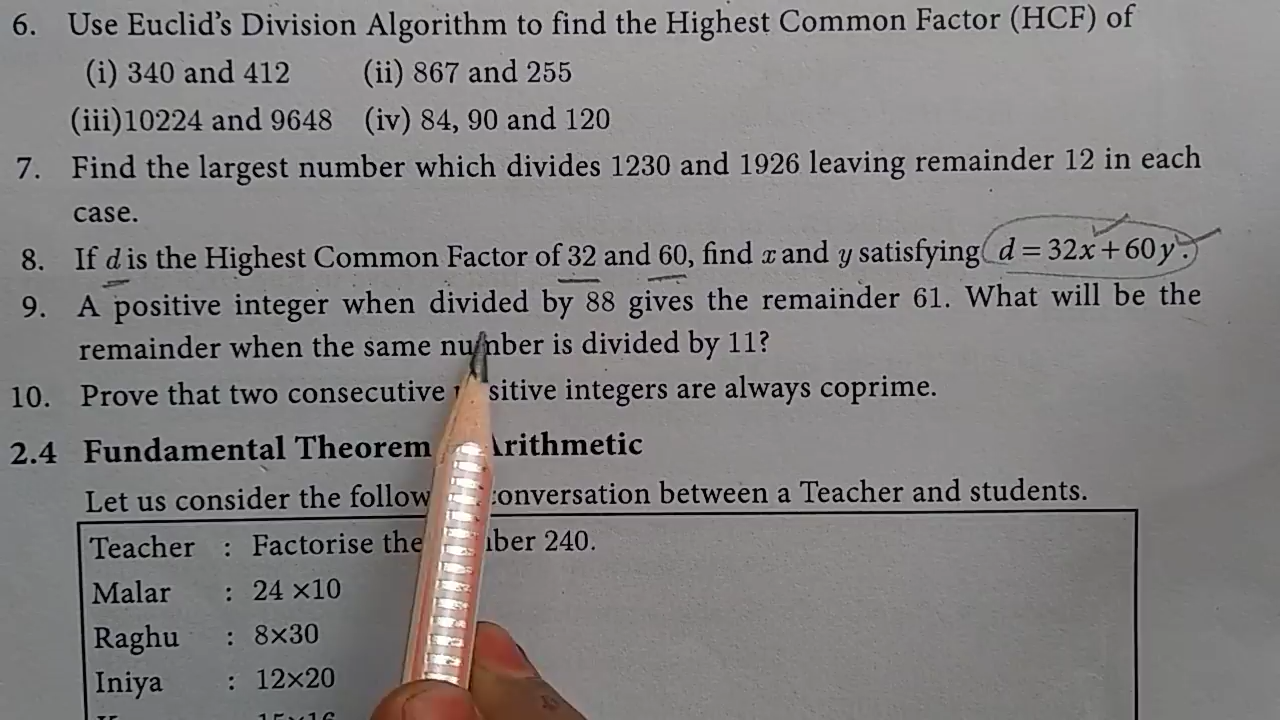 6. Use Euclid's Division Algorithm to find the Highest Common Factor (HCF) of
(i) 340 and 412 (ii) 867 and 255
(iii)10224 and 9648 (iv) 84, 90 and 120
7. Find the largest number which divides 1230 and 1926 leaving remainder 12 in each
case.
8. If d is the Highest Common Factor of 32 and 60, find x and y satisfying d = 32x + 60y.
9. A positive integer when divided by 88 gives the remainder 61. What will be the
remainder when the same number is divided by 11?
10. Prove that two consecutive positive integers are always coprime.
2.4 Fundamental Theorem Arithmetic
Let us consider the conversation between a Teacher and students.
Teacher : Factorise the 240.
Malar : 24 ×10
Raghu : 8×30
Iniya : 12×20